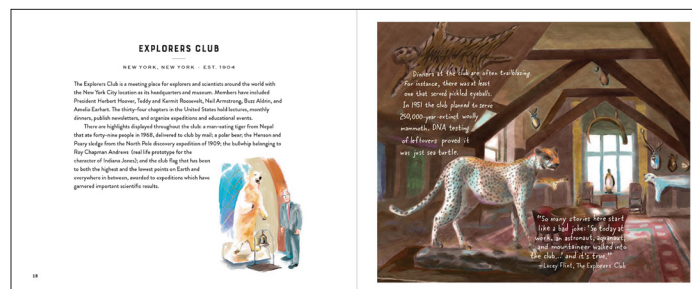 EXPLORERS CLUB
NEW YORK, NEW YORK · EST. 1904
The Explorers Club is a meeting place for explorers and scientists around the world with
the New York City location as its headquarters and museum. Members have included
President Herbert Hoover, Teddy and Kermit Roosevelt, Neil Armstrong, Buzz Aldrin, and
Amelia Earhart. The thirty-four chapters in the United States hold lectures, monthly
dinners, publish newsletters, and organize expeditions and educational events.
There are highlights displayed throughout the club: a man-eating tiger from Nepal
that ate forty-nine people in 1968, delivered to club by mail; a polar bear; the Henson and
Peary sledge from the North Pole discovery expedition of 1909; the bullwhip belonging to
Roy Chapman Andrews (real life prototype for the
character of Indiana Jones); and the club flag that has been
to both the highest and the lowest points on Earth and
everywhere in between, awarded to expeditions which have
garnered important scientific results.
18
Dinners at the club are often trailblazing.
For instance, there was at least
one that served pickled eyeballs.
In 1951 the club planned to serve
250,000-year-extinct woolly
mammoth. DNA testing
of leftovers proved it
was just sea turtle.
"So many stories here start
like a bad joke: 'So today at
work, an astronaut, aquanaut,
and mountaineer walked into
the club...' and it's true."
–Lacey Flint, The Explorers Club